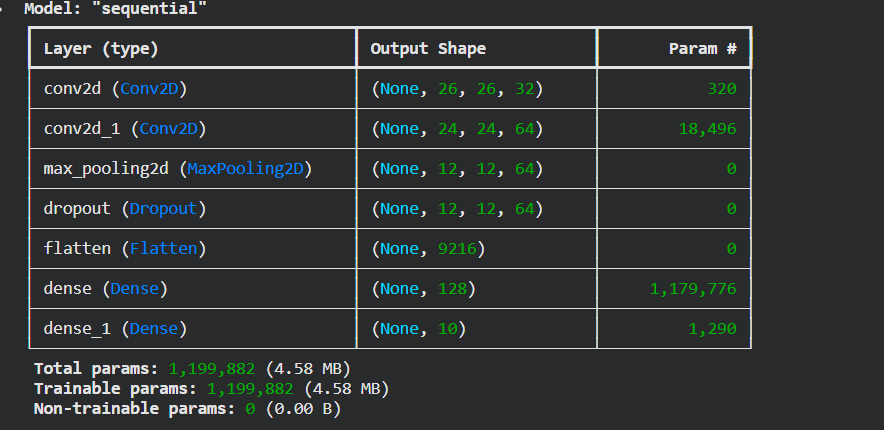 Model: "sequential"
Layer (type) Output Shape Param #
conv2d (Conv2D) (None, 26, 26, 32) 320
conv2d_1 (Conv2D) (None, 24, 24, 64) 18,496
max_pooling2d (MaxPooling2D) (None, 12, 12, 64) 0
dropout (Dropout) (None, 12, 12, 64) 0
flatten (Flatten) (None, 9216) 0
dense (Dense) (None, 128) 1,179,776
dense_1 (Dense) (None, 10) 1,290
Total params: 1,199,882 (4.58 MB)
Trainable params: 1,199,882 (4.58 MB)
Non-trainable params: 0 (0.00 B)